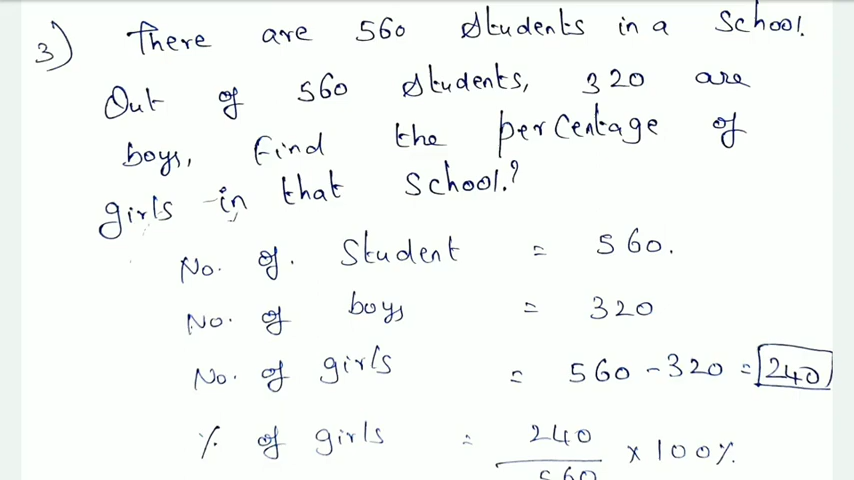 3) There are 560 students in a School.
Out of 560 students, 320 are
boys, Find the percentage of
girls in that School.?
No. of. Student = 560.
No. of boys = 320
No. of girls = 560 - 320 = 240
% of girls = 240/560 × 100%.